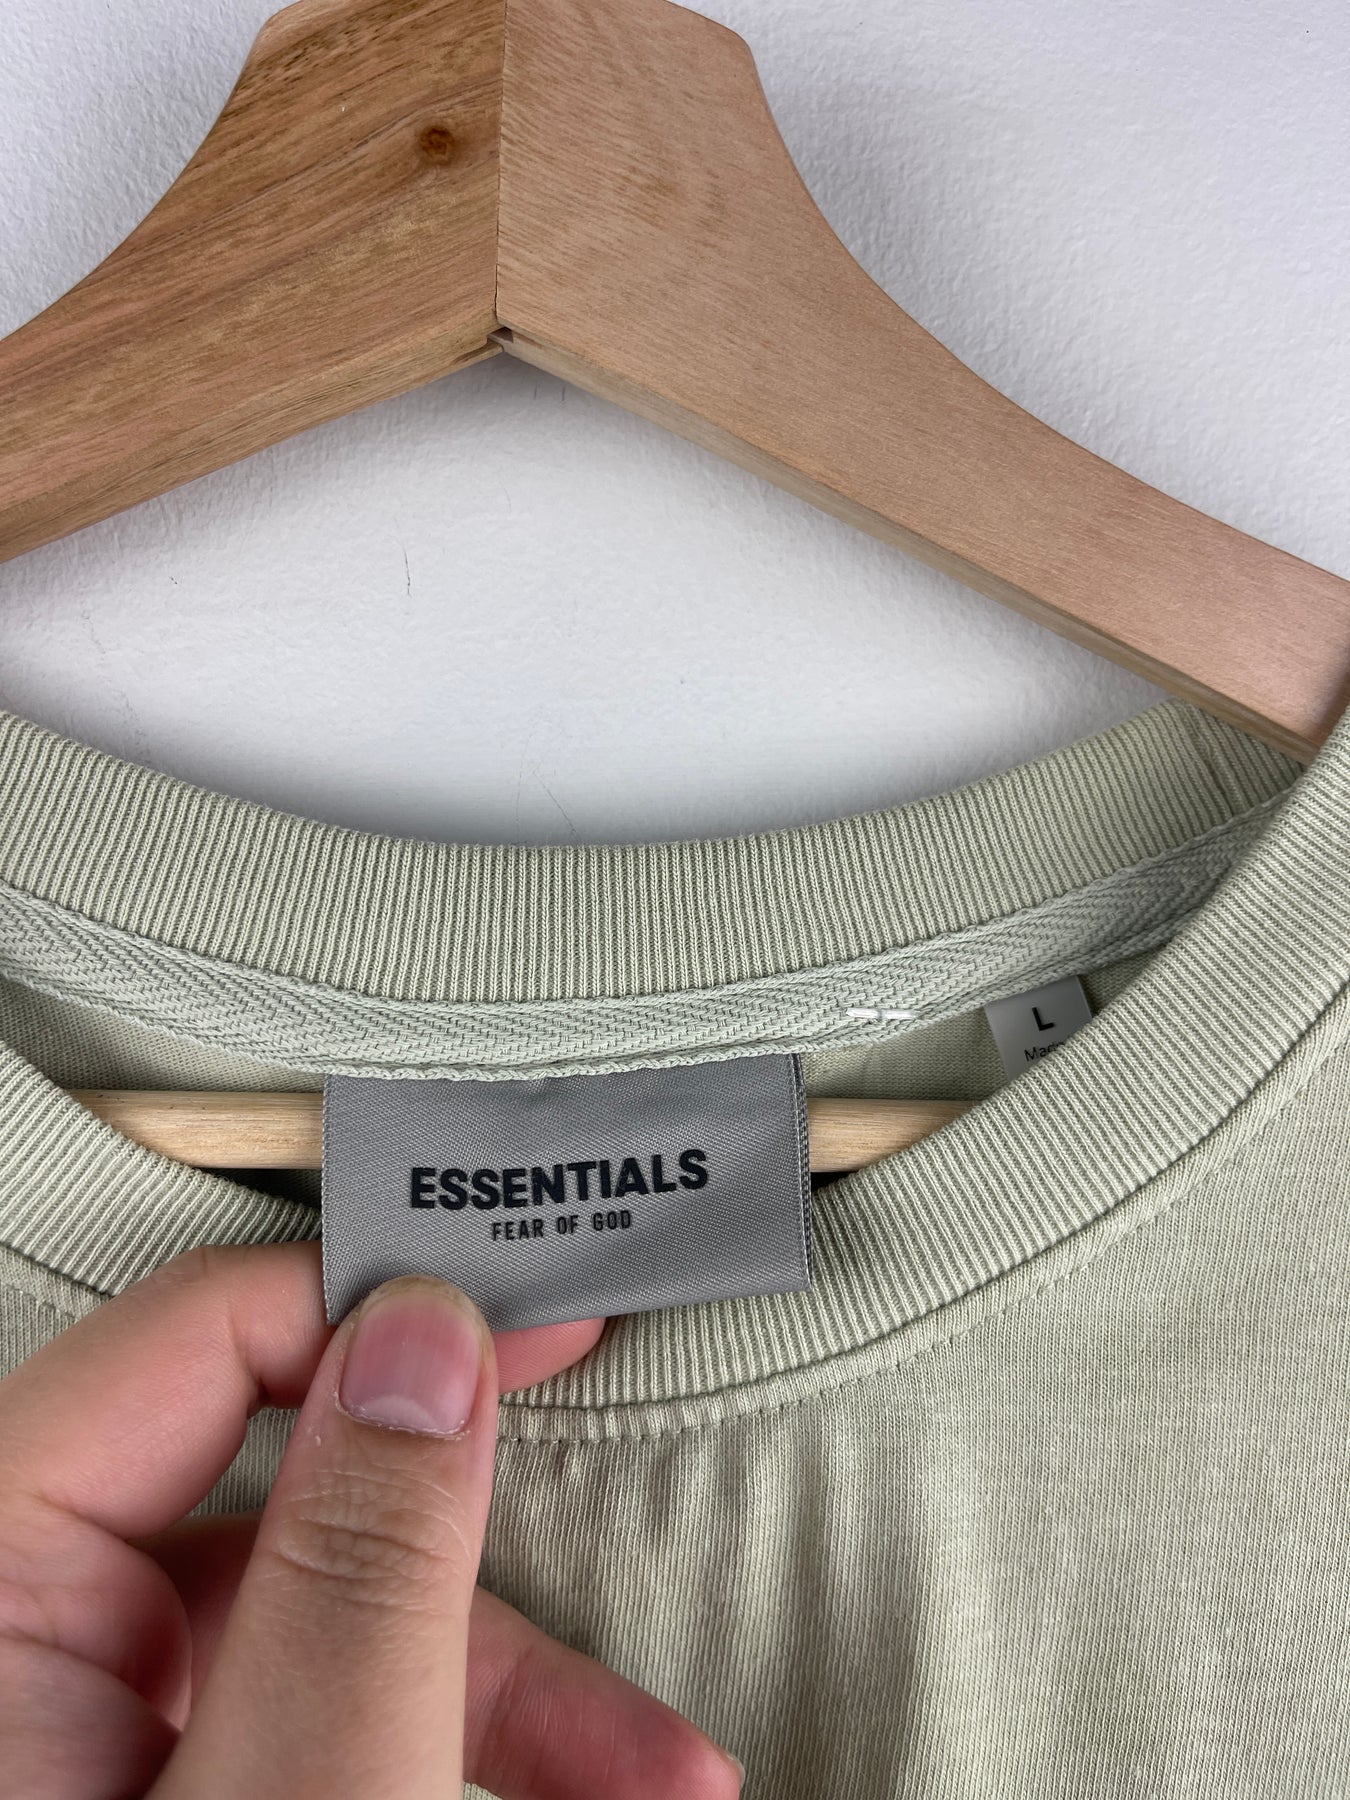 ESSENTIALS
FEAR OF GOD
L